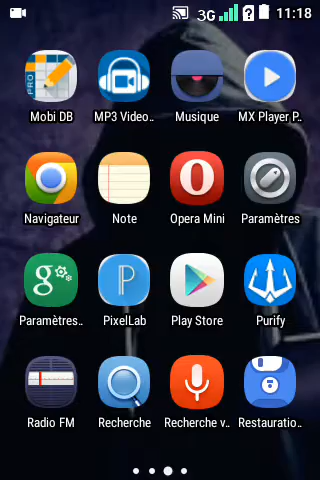 3G 11:18
PRO
Mobi DB MP3 Video.. Musique MX Player P..
Navigateur Note Opera Mini Paramètres
Paramètres.. PixelLab Play Store Purify
Radio FM Recherche Recherche v.. Restauratio..